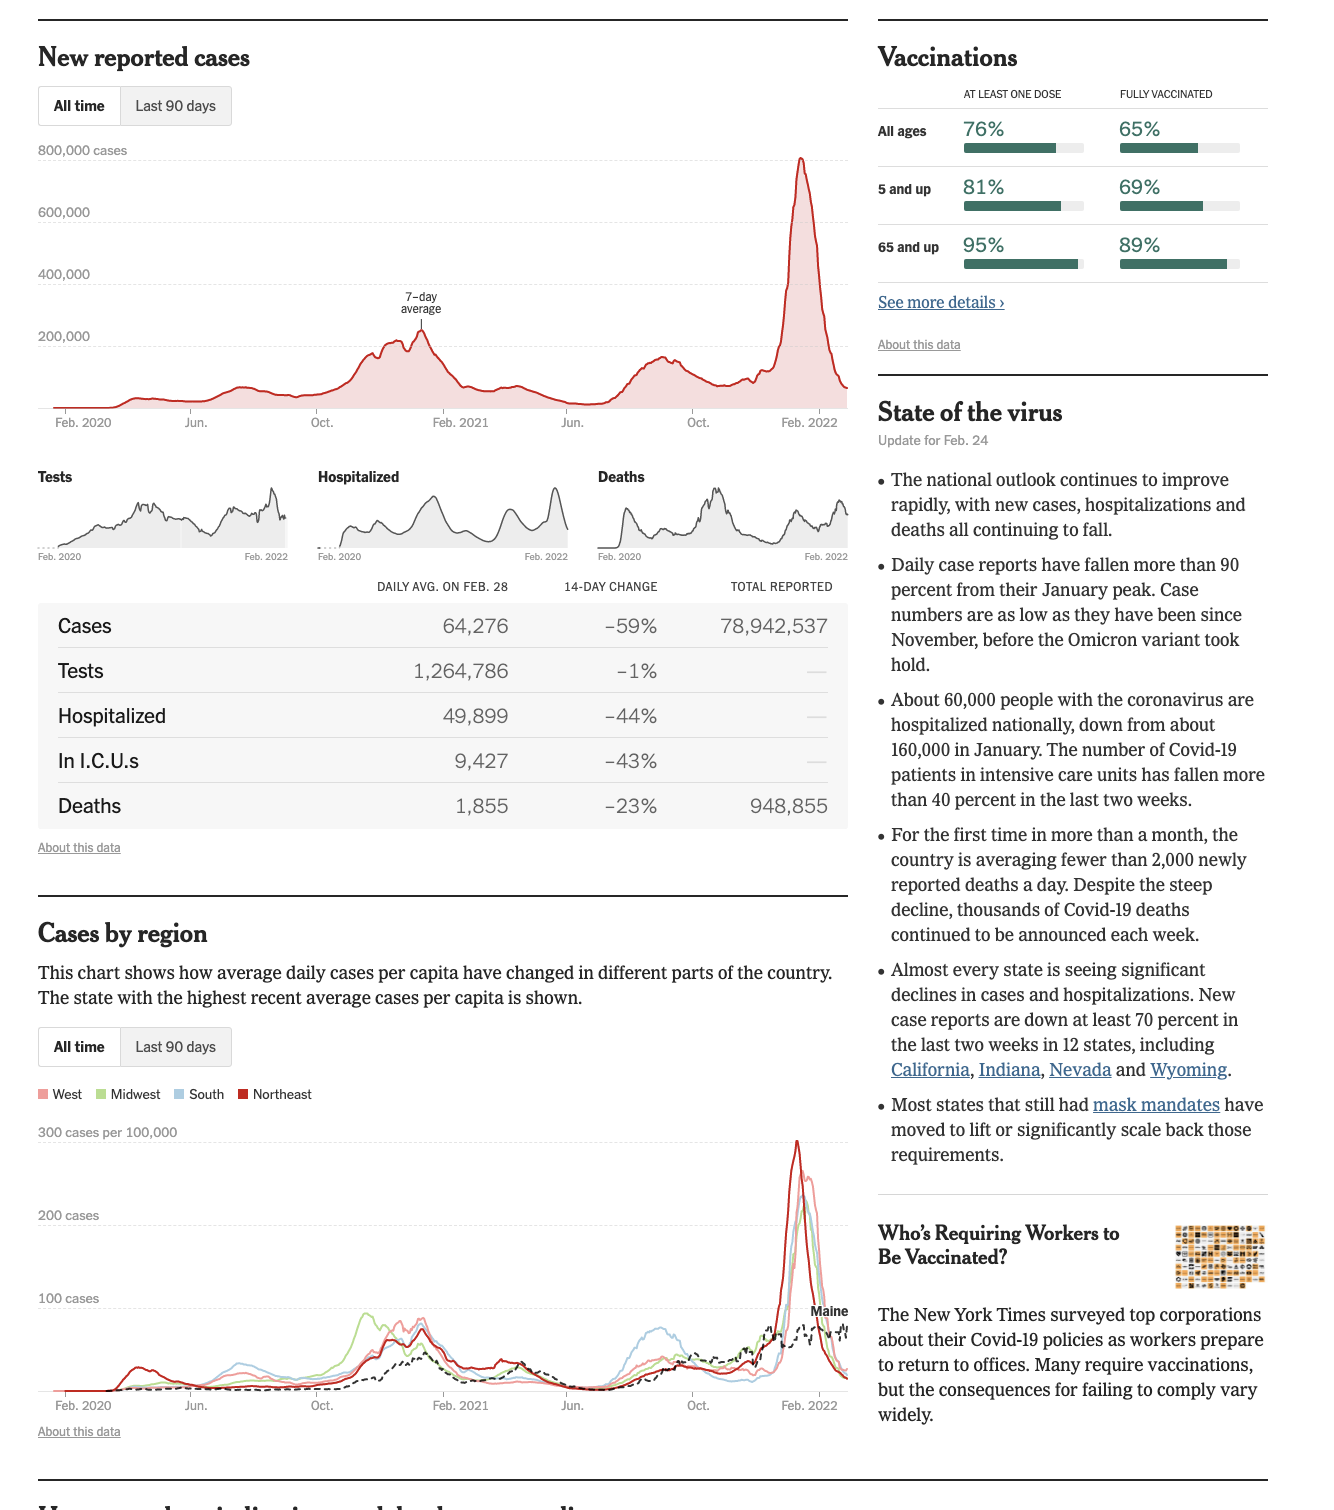 New reported cases
All time Last 90 days
800,000 cases
600,000
400,000
200,000
7-day
average
Feb. 2020 Jun. Oct. Feb. 2021 Jun. Oct. Feb. 2022
Tests Hospitalized Deaths
Feb. 2020 Feb. 2022 Feb. 2020 Feb. 2022 Feb. 2020 Feb. 2022
DAILY AVG. ON FEB. 28 14-DAY CHANGE TOTAL REPORTED
Cases 64,276 –59% 78,942,537
Tests 1,264,786 –1% —
Hospitalized 49,899 –44% —
In I.C.U.s 9,427 –43% —
Deaths 1,855 –23% 948,855
About this data
Cases by region
This chart shows how average daily cases per capita have changed in different parts of the country.
The state with the highest recent average cases per capita is shown.
All time Last 90 days
West Midwest South Northeast
300 cases per 100,000
200 cases
100 cases
Maine
Feb. 2020 Jun. Oct. Feb. 2021 Jun. Oct. Feb. 2022
About this data
Vaccinations
AT LEAST ONE DOSE FULLY VACCINATED
All ages 76% 65%
5 and up 81% 69%
65 and up 95% 89%
See more details ›
About this data
State of the virus
Update for Feb. 24
• The national outlook continues to improve
rapidly, with new cases, hospitalizations and
deaths all continuing to fall.
• Daily case reports have fallen more than 90
percent from their January peak. Case
numbers are as low as they have been since
November, before the Omicron variant took
hold.
• About 60,000 people with the coronavirus are
hospitalized nationally, down from about
160,000 in January. The number of Covid-19
patients in intensive care units has fallen more
than 40 percent in the last two weeks.
• For the first time in more than a month, the
country is averaging fewer than 2,000 newly
reported deaths a day. Despite the steep
decline, thousands of Covid-19 deaths
continued to be announced each week.
• Almost every state is seeing significant
declines in cases and hospitalizations. New
case reports are down at least 70 percent in
the last two weeks in 12 states, including
California, Indiana, Nevada and Wyoming.
• Most states that still had mask mandates have
moved to lift or significantly scale back those
requirements.
Who's Requiring Workers to
Be Vaccinated?
The New York Times surveyed top corporations
about their Covid-19 policies as workers prepare
to return to offices. Many require vaccinations,
but the consequences for failing to comply vary
widely.